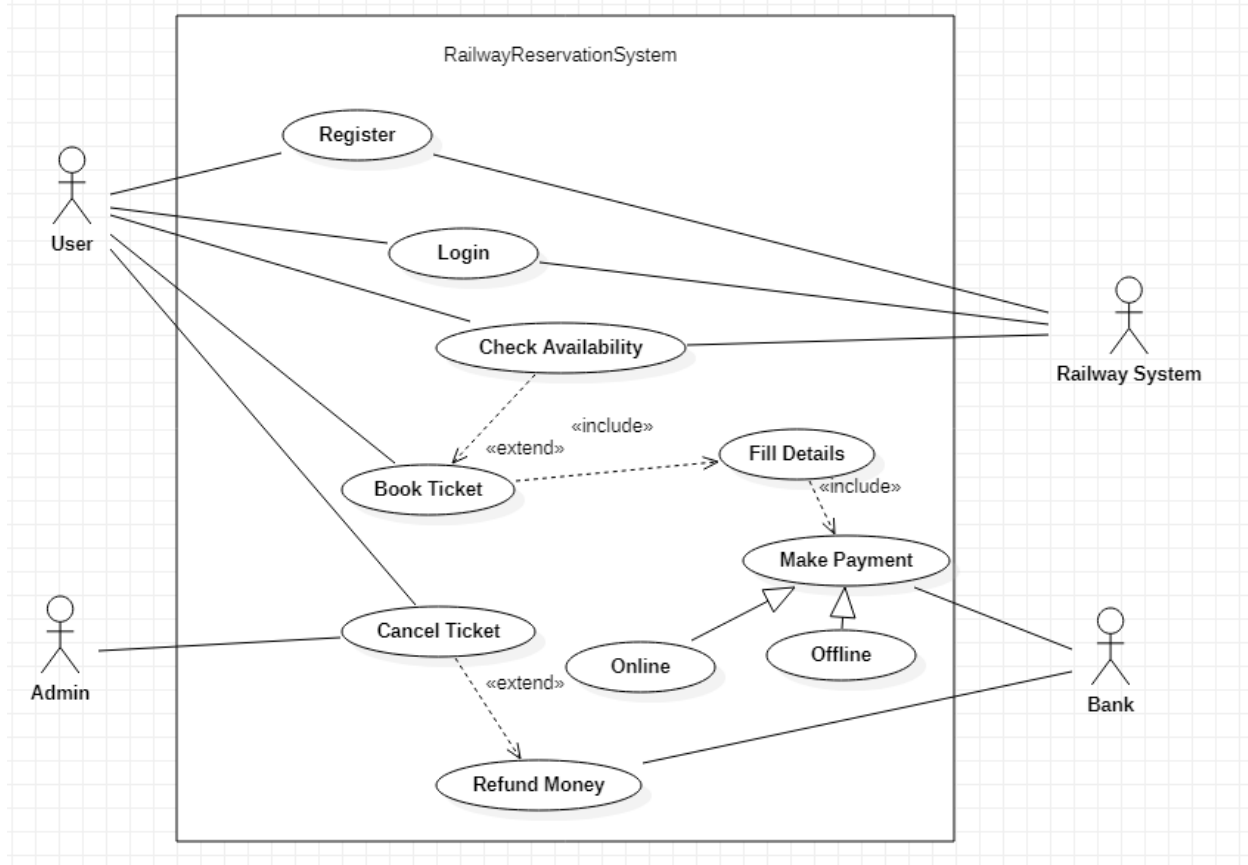 RailwayReservationSystem
Register
User
Login
Check Availability
Railway System
«include»
«extend»
Fill Details
Book Ticket
«include»
Make Payment
Cancel Ticket
Online
Offline
Admin
«extend»
Bank
Refund Money